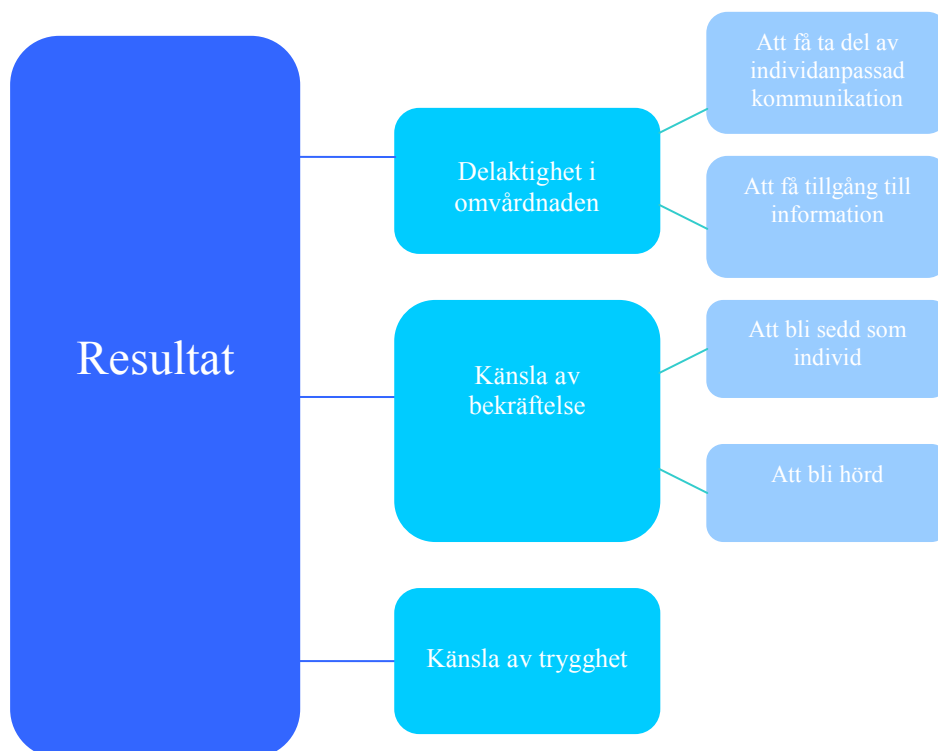 Resultat
Delaktighet i
omvårdnaden
Att få ta del av
individanpassad
kommunikation
Att få tillgång till
information
Känsla av
bekräftelse
Att bli sedd som
individ
Att bli hörd
Känsla av trygghet